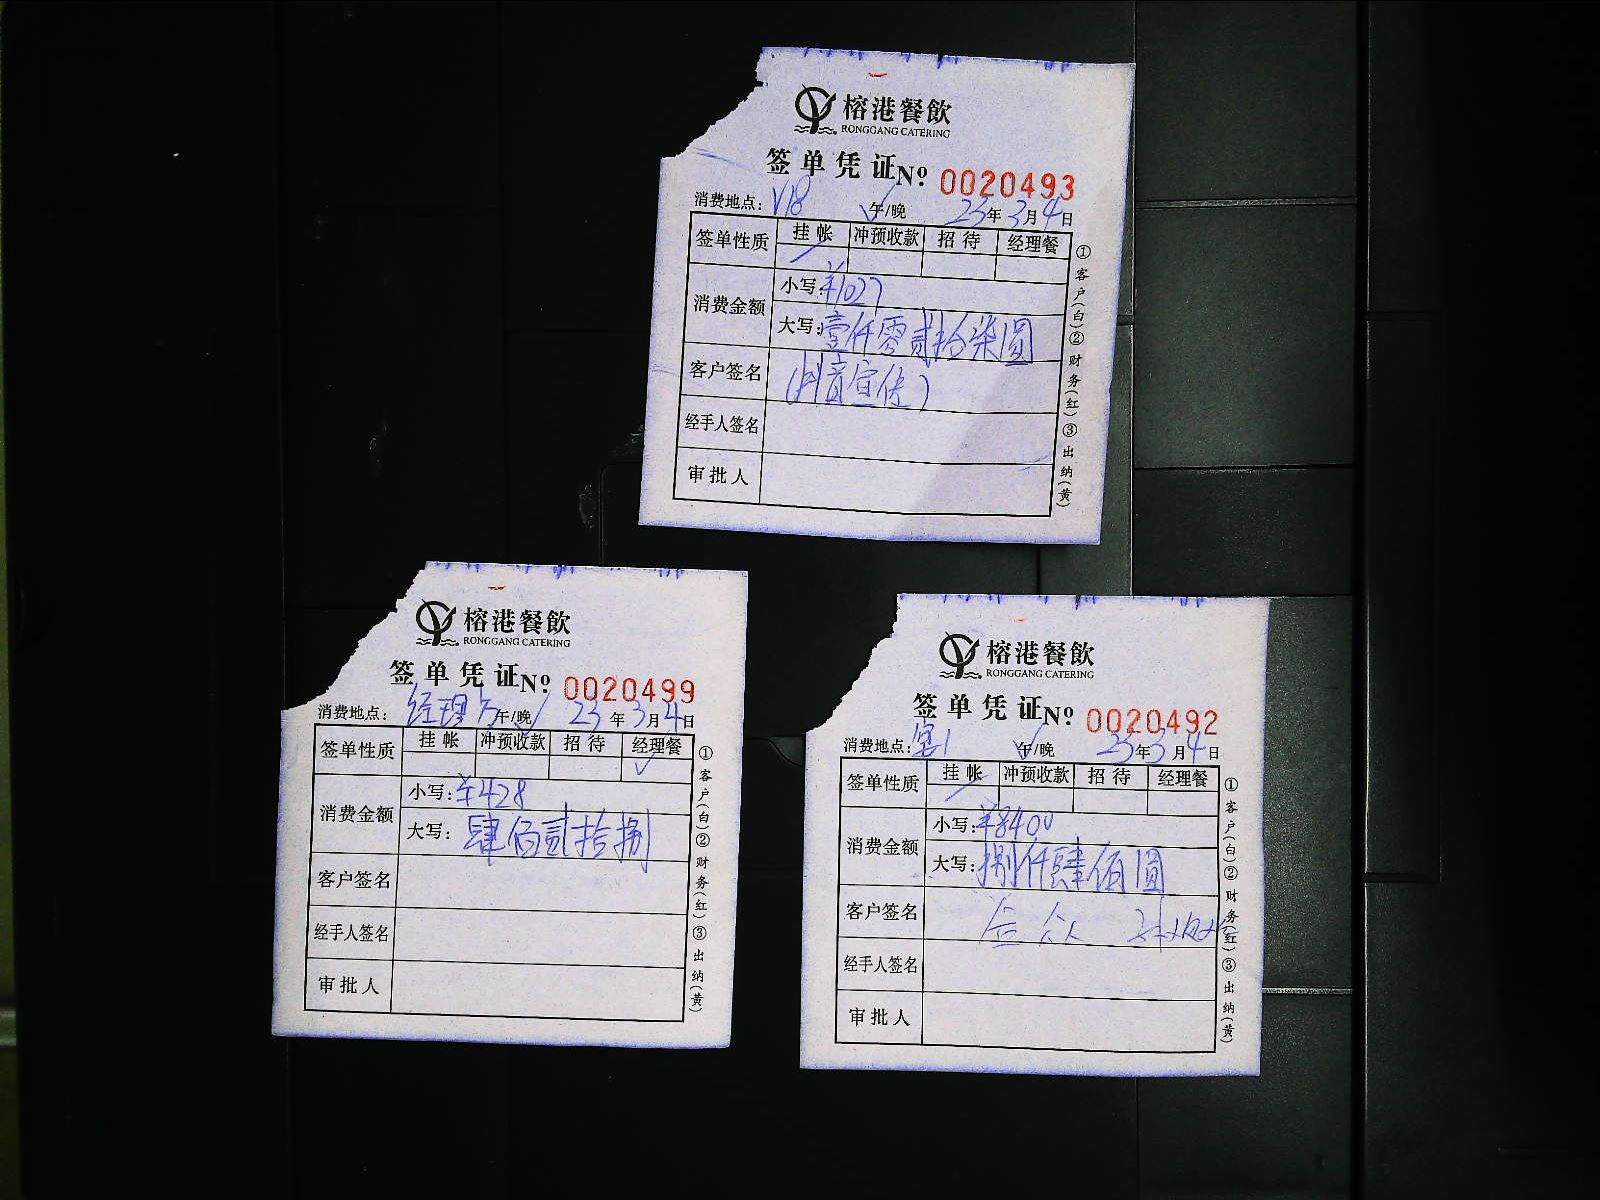 榕港餐飲
RONGGANG CATERING
签单凭证 Nº 0020493
消费地点: V18 午/晚 23年3月4日
签单性质 挂帐 冲预收款 招待 经理餐
消费金额 小写: ¥1027
大写: 壹仟零贰拾柒圆
客户签名 (抖音宣传)
经手人签名
审批人
①客户(白)②财务(红)③出纳(黄)
榕港餐飲
RONGGANG CATERING
签单凭证 Nº 0020499
消费地点: 经理 午/晚 23年3月4日
签单性质 挂帐 冲预收款 招待 经理餐
消费金额 小写: ¥428
大写: 肆佰贰拾捌
客户签名
经手人签名
审批人
①客户(白)②财务(红)③出纳(黄)
榕港餐飲
RONGGANG CATERING
签单凭证 Nº 0020492
消费地点: 宴1 午/晚 23年3月4日
签单性质 挂帐 冲预收款 招待 经理餐
消费金额 小写: ¥8400
大写: 捌仟肆佰圆
客户签名
经手人签名
审批人
①客户(白)②财务(红)③出纳(黄)